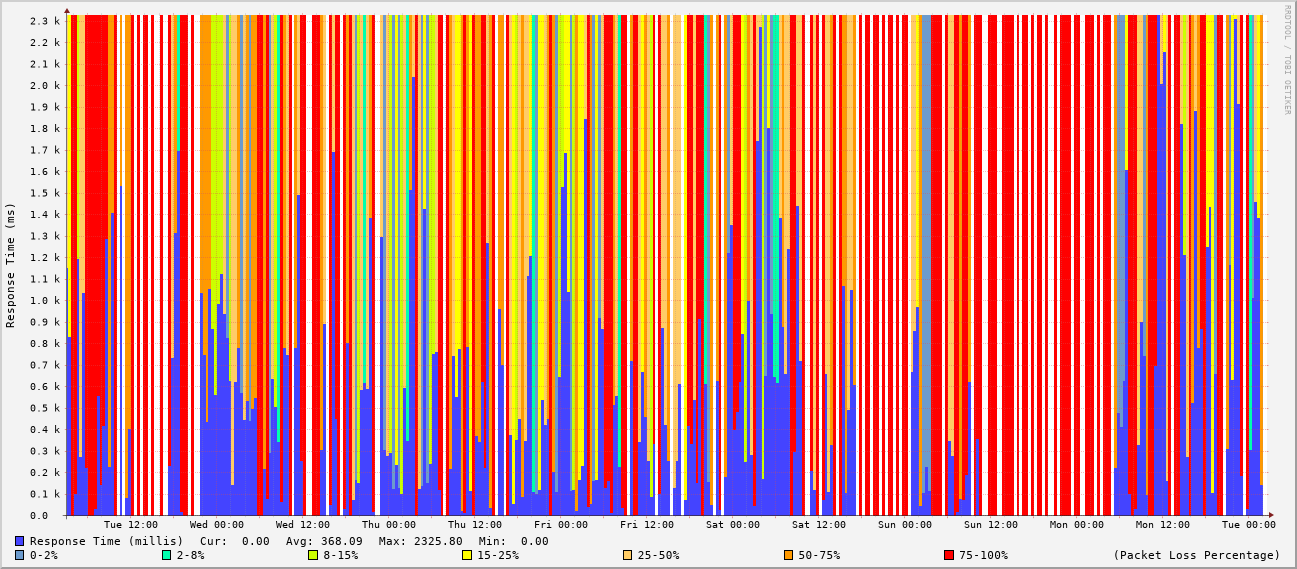 RRDTOOL / TOBI OETIKER
Response Time (ms)
2.3 k
2.2 k
2.1 k
2.0 k
1.9 k
1.8 k
1.7 k
1.6 k
1.5 k
1.4 k
1.3 k
1.2 k
1.1 k
1.0 k
0.9 k
0.8 k
0.7 k
0.6 k
0.5 k
0.4 k
0.3 k
0.2 k
0.1 k
0.0
Tue 12:00 Wed 00:00 Wed 12:00 Thu 00:00 Thu 12:00 Fri 00:00 Fri 12:00 Sat 00:00 Sat 12:00 Sun 00:00 Sun 12:00 Mon 00:00 Mon 12:00 Tue 00:00
Response Time (millis) Cur: 0.00 Avg: 368.09 Max: 2325.80 Min: 0.00
0-2% 2-8% 8-15% 15-25% 25-50% 50-75% 75-100% (Packet Loss Percentage)